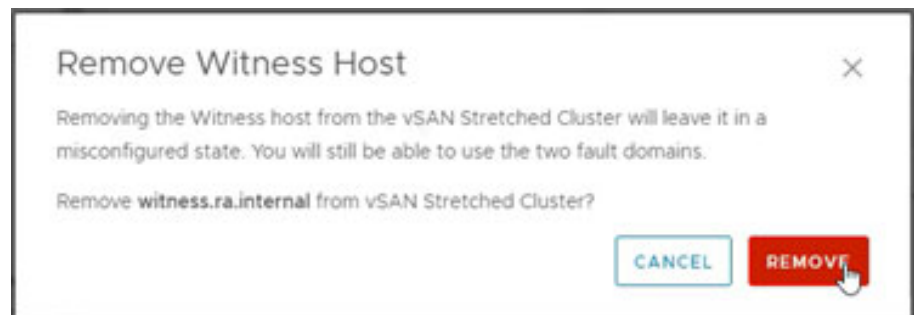 Remove Witness Host
Removing the Witness host from the vSAN Stretched Cluster will leave it in a
misconfigured state. You will still be able to use the two fault domains.
Remove witness.ra.internal from vSAN Stretched Cluster?
CANCEL REMOVE